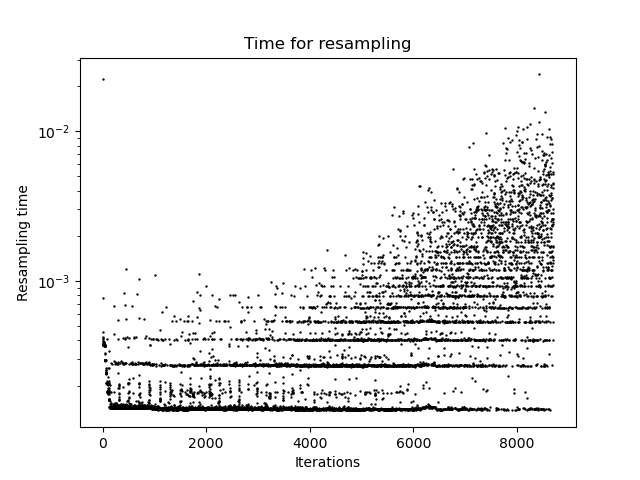 Time for resampling
Resampling time
10⁻²
10⁻³
0 2000 4000 6000 8000
Iterations